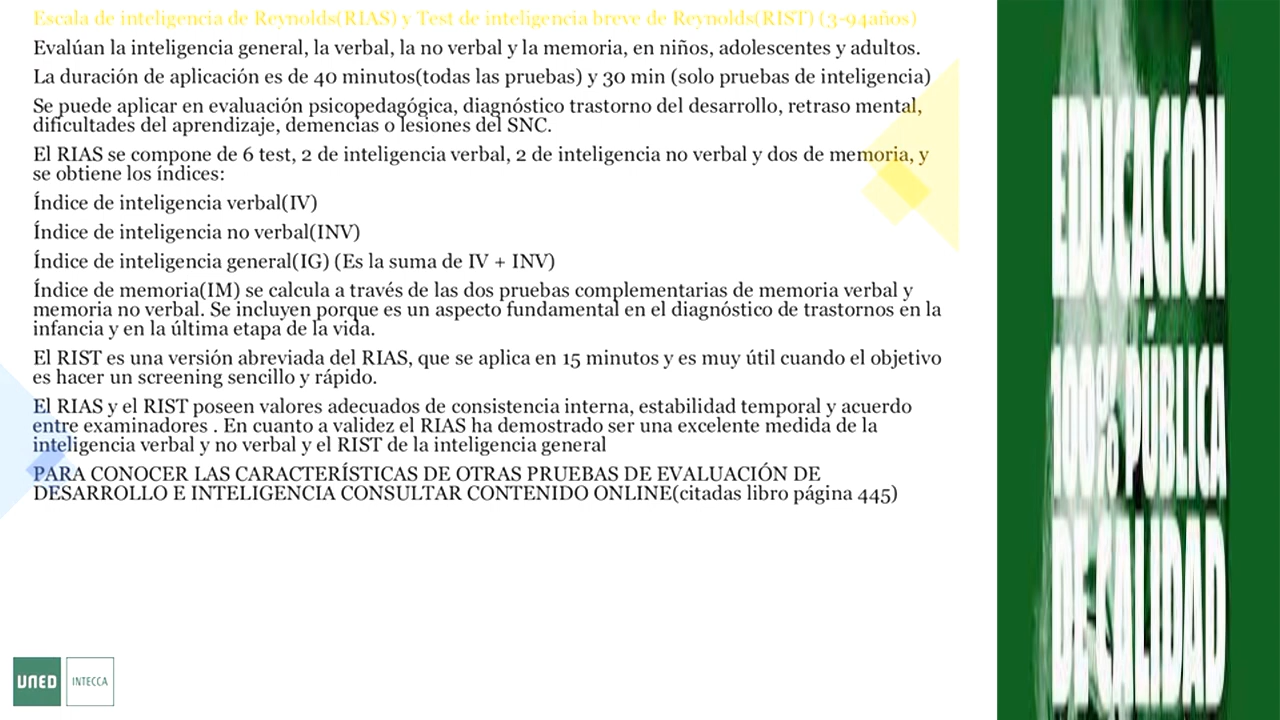 Escala de inteligencia de Reynolds(RIAS) y Test de inteligencia breve de Reynolds(RIST) (3-94años)
Evalúan la inteligencia general, la verbal, la no verbal y la memoria, en niños, adolescentes y adultos.
La duración de aplicación es de 40 minutos(todas las pruebas) y 30 min (solo pruebas de inteligencia)
Se puede aplicar en evaluación psicopedagógica, diagnóstico trastorno del desarrollo, retraso mental,
dificultades del aprendizaje, demencias o lesiones del SNC.
El RIAS se compone de 6 test, 2 de inteligencia verbal, 2 de inteligencia no verbal y dos de memoria, y
se obtiene los índices:
Índice de inteligencia verbal(IV)
Índice de inteligencia no verbal(INV)
Índice de inteligencia general(IG) (Es la suma de IV + INV)
Índice de memoria(IM) se calcula a través de las dos pruebas complementarias de memoria verbal y
memoria no verbal. Se incluyen porque es un aspecto fundamental en el diagnóstico de trastornos en la
infancia y en la última etapa de la vida.
El RIST es una versión abreviada del RIAS, que se aplica en 15 minutos y es muy útil cuando el objetivo
es hacer un screening sencillo y rápido.
El RIAS y el RIST poseen valores adecuados de consistencia interna, estabilidad temporal y acuerdo
entre examinadores . En cuanto a validez el RIAS ha demostrado ser una excelente medida de la
inteligencia verbal y no verbal y el RIST de la inteligencia general
PARA CONOCER LAS CARACTERÍSTICAS DE OTRAS PRUEBAS DE EVALUACIÓN DE
DESARROLLO E INTELIGENCIA CONSULTAR CONTENIDO ONLINE(citadas libro página 445)
UNED INTECCA
EDUCACIÓN
100% PÚBLICA
DE CALIDAD